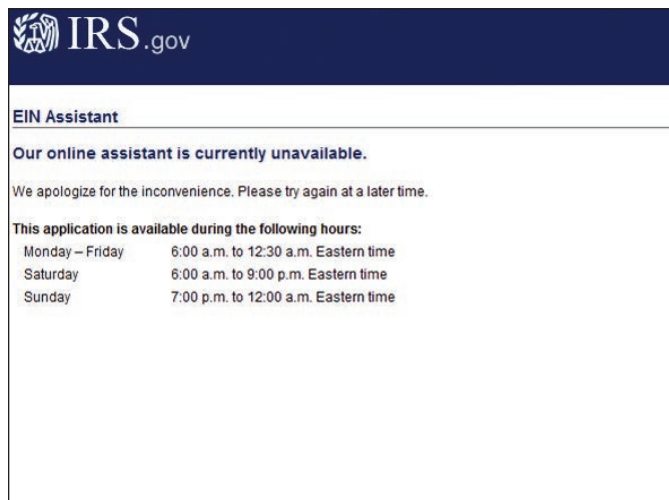 IRS.gov
EIN Assistant
Our online assistant is currently unavailable.
We apologize for the inconvenience. Please try again at a later time.
This application is available during the following hours:
Monday – Friday 6:00 a.m. to 12:30 a.m. Eastern time
Saturday 6:00 a.m. to 9:00 p.m. Eastern time
Sunday 7:00 p.m. to 12:00 a.m. Eastern time